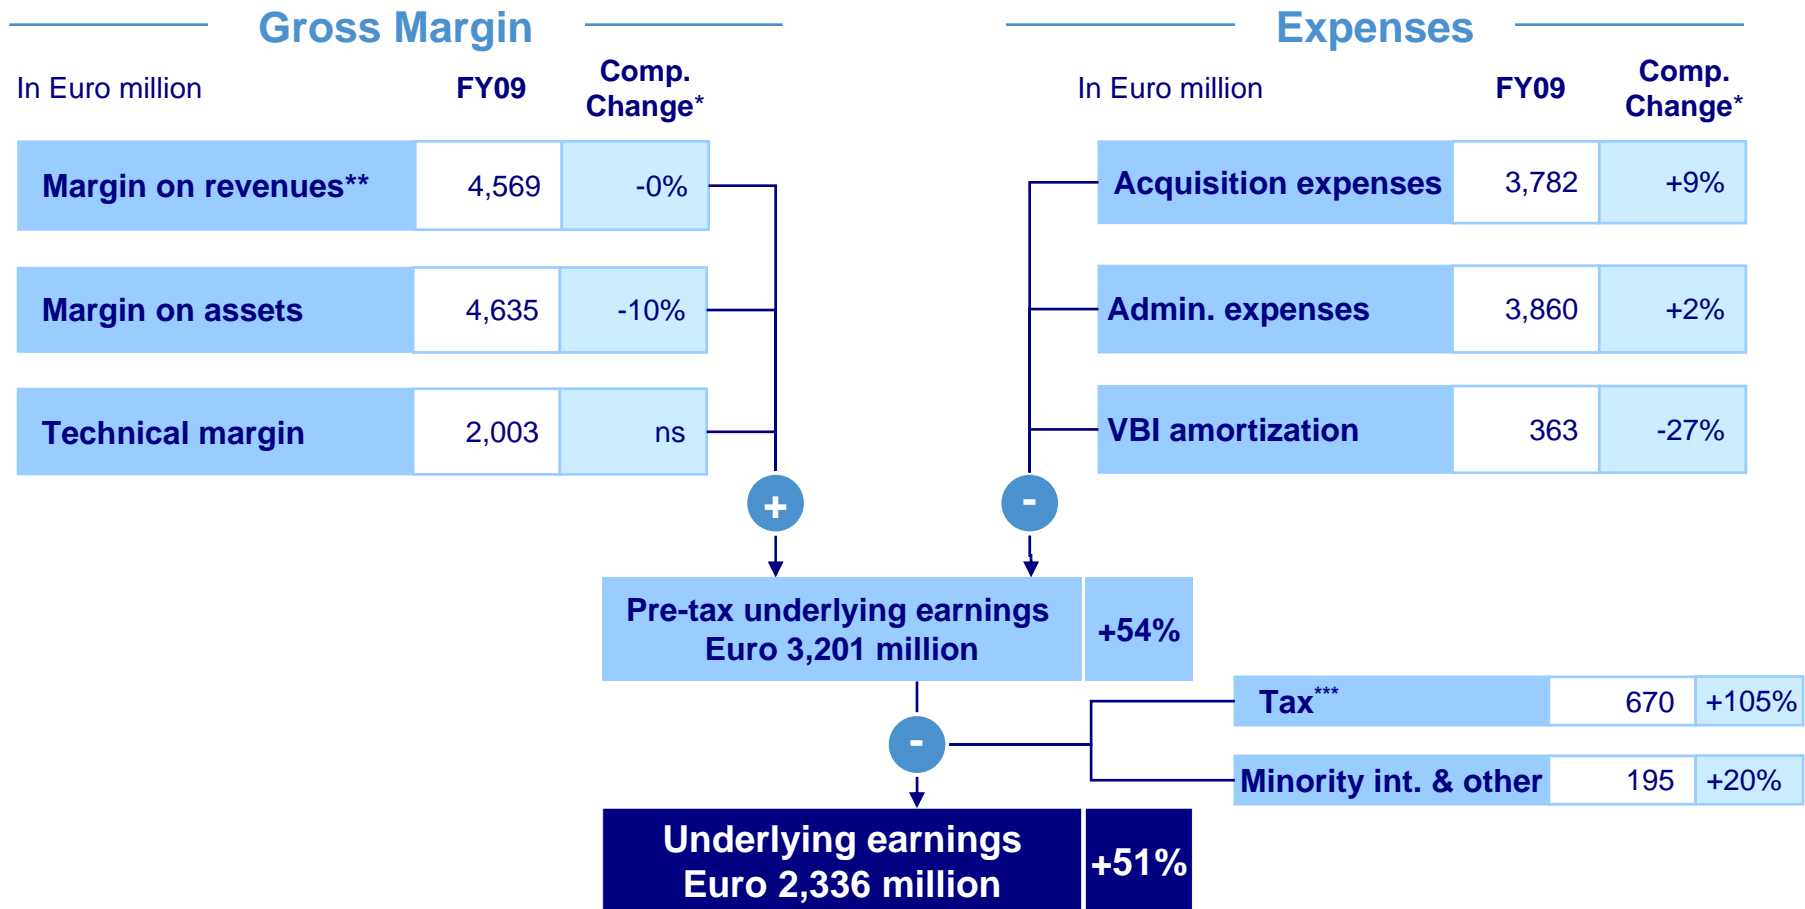 Gross Margin
In Euro million FY09 Comp. Change*
Margin on revenues** 4,569 -0%
Margin on assets 4,635 -10%
Technical margin 2,003 ns
+
Expenses
In Euro million FY09 Comp. Change*
Acquisition expenses 3,782 +9%
Admin. expenses 3,860 +2%
VBI amortization 363 -27%
-
Pre-tax underlying earnings
Euro 3,201 million
+54%
-
Tax*** 670 +105%
Minority int. & other 195 +20%
Underlying earnings
Euro 2,336 million
+51%